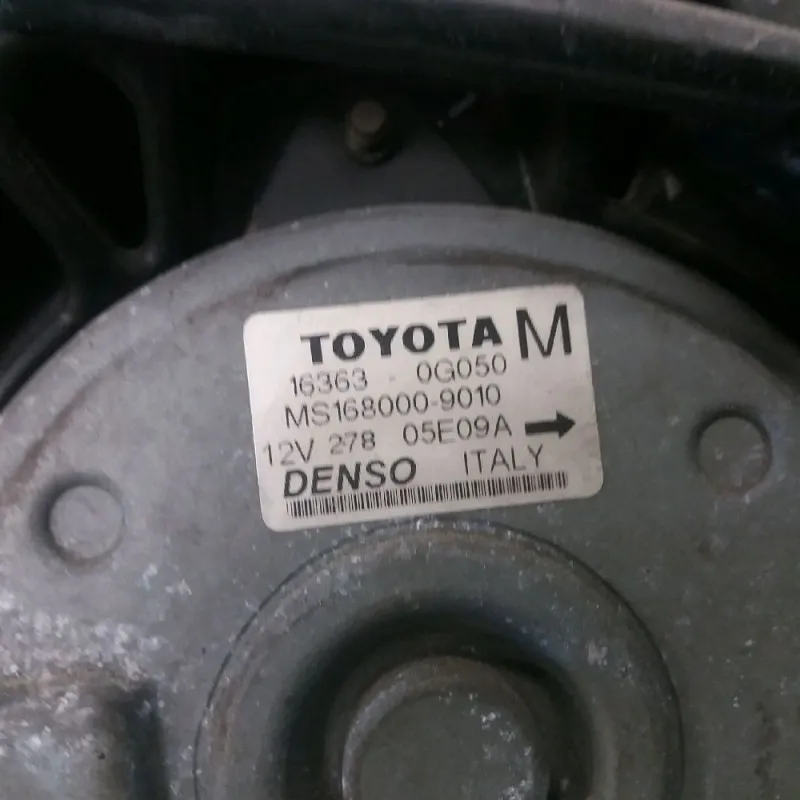 TOYOTA M
16363 - 0G050
MS168000-9010
12V 278 05E09A
DENSO ITALY